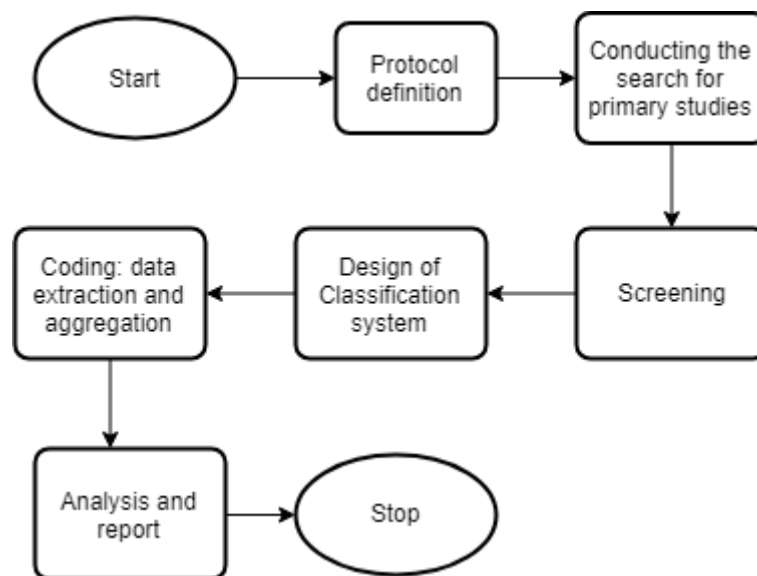 Start
Protocol
definition
Conducting the
search for
primary studies
Screening
Design of
Classification
system
Coding: data
extraction and
aggregation
Analysis and
report
Stop